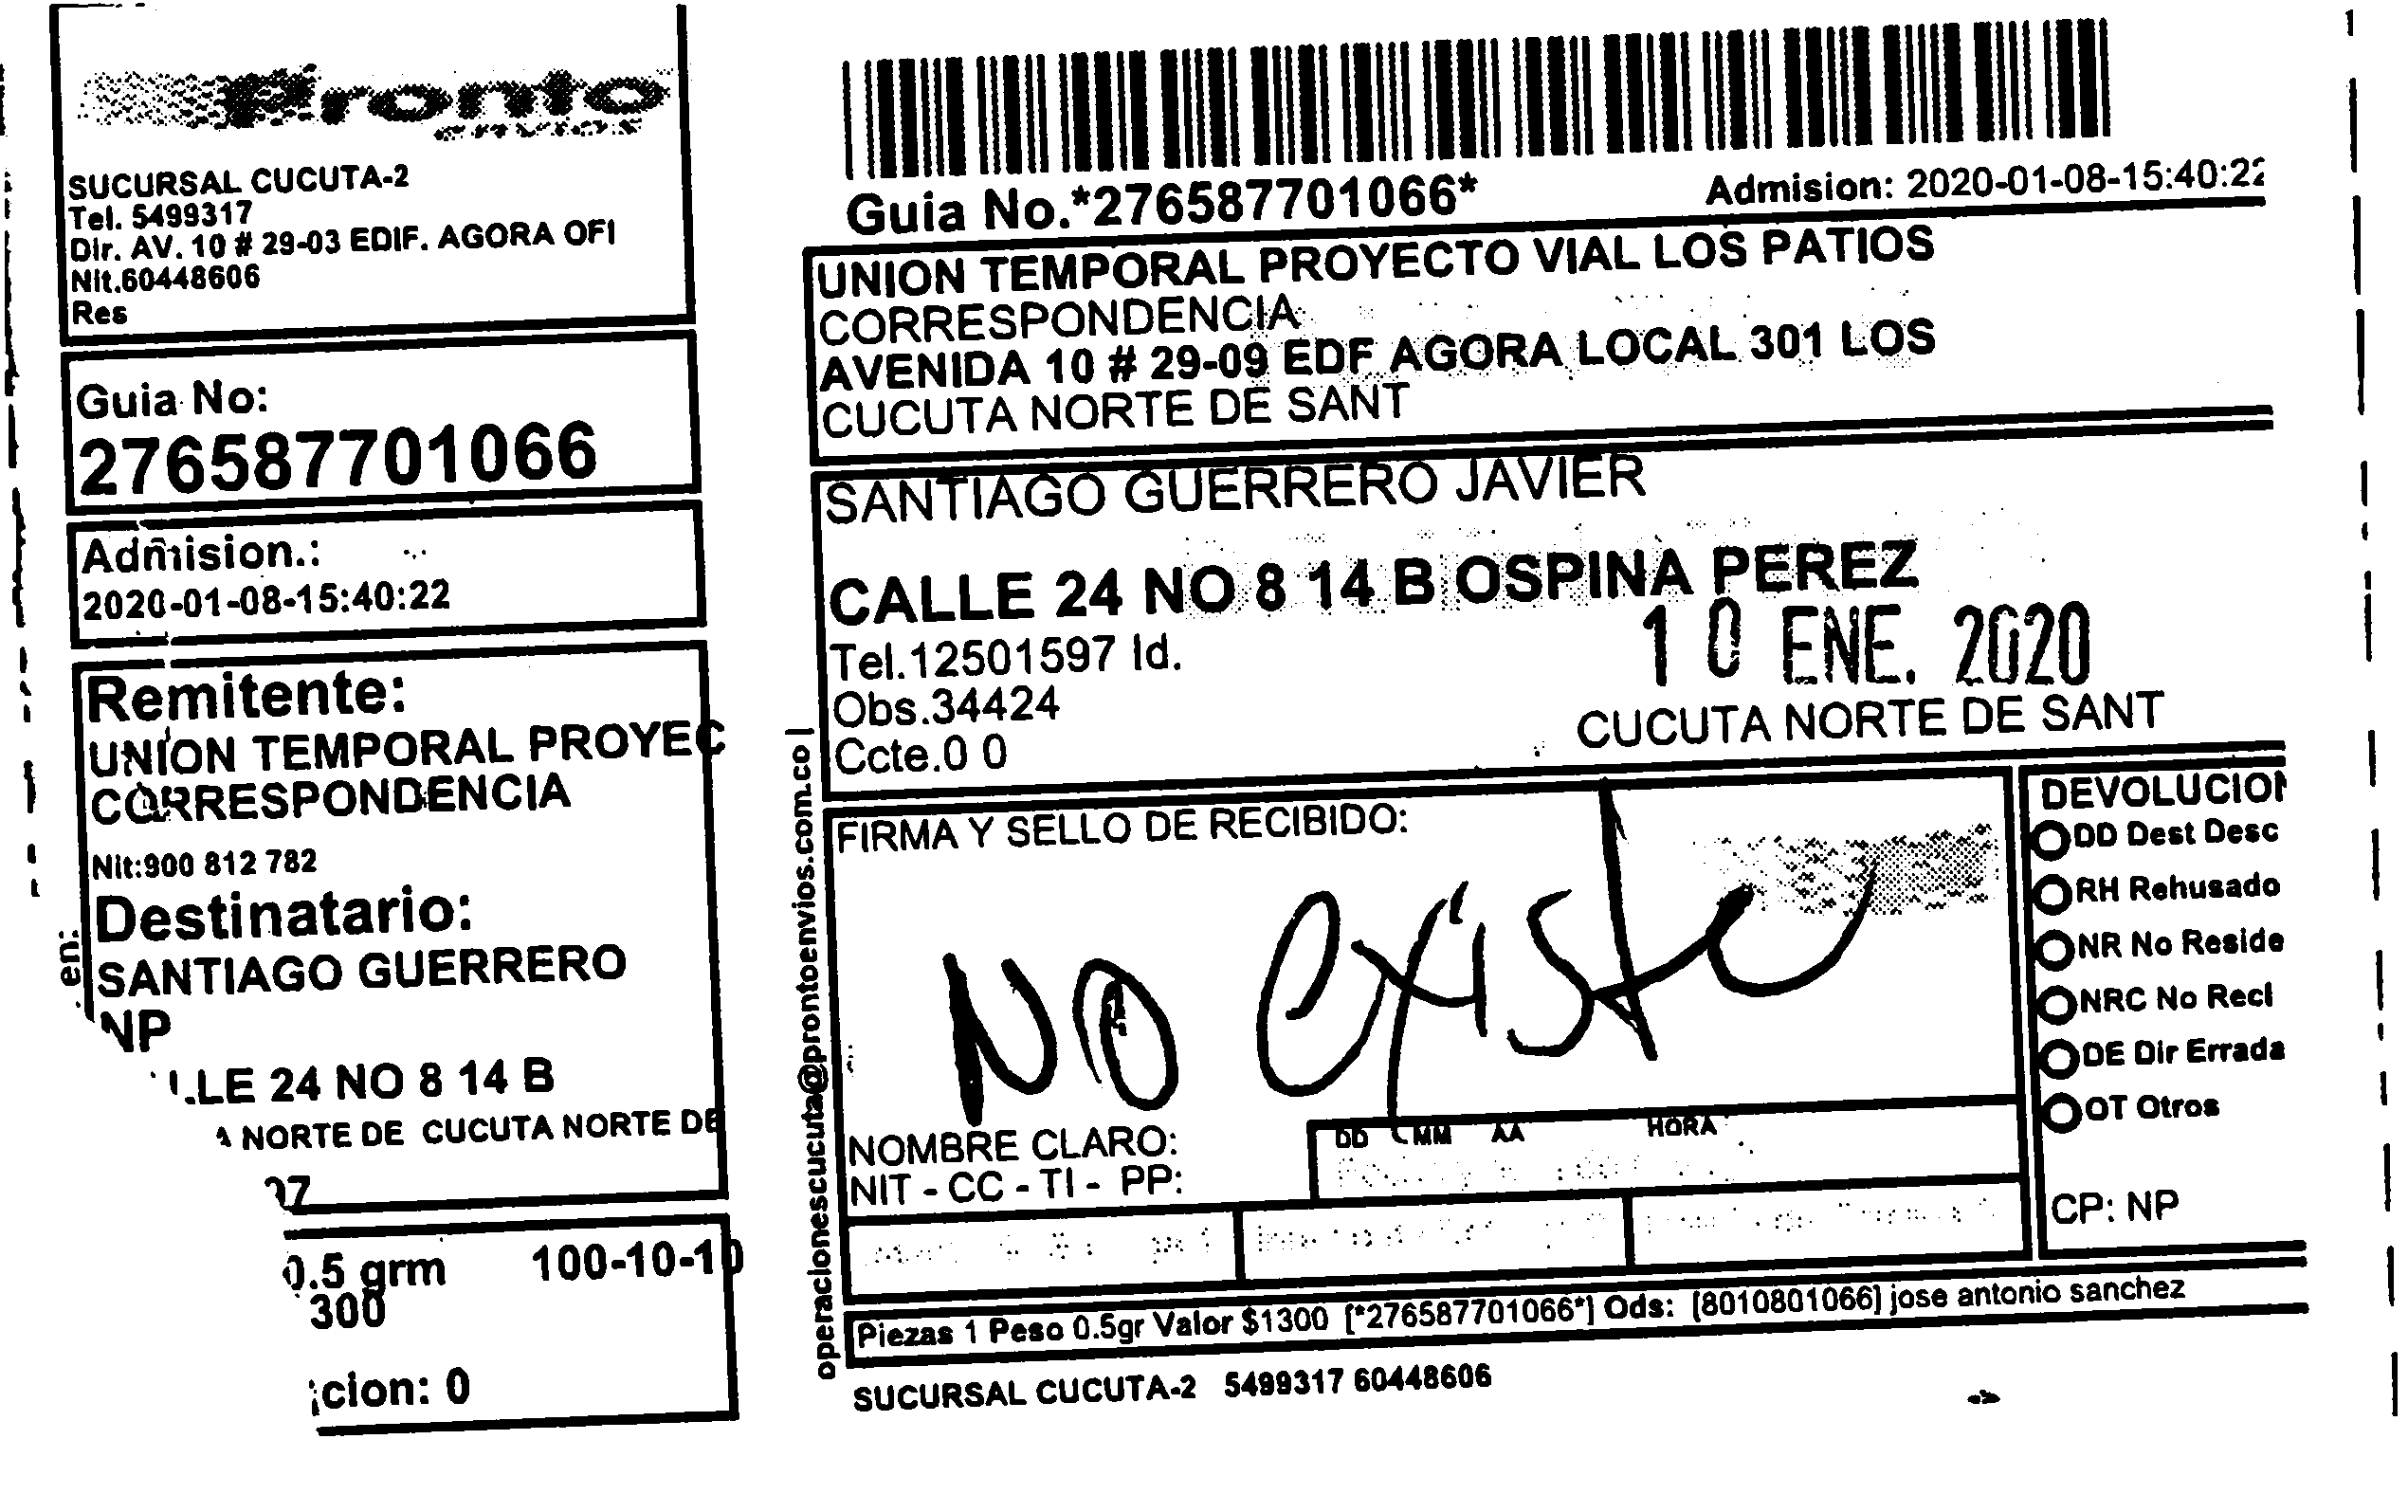 Pronto
SUCURSAL CUCUTA-2
Tel. 5499317
Dir. AV. 10 # 29-03 EDIF. AGORA OFI
Nit.60448606
Res
Guia No:
276587701066
Admision.:
2020-01-08-15:40:22
Remitente:
UNION TEMPORAL PROYEC
CORRESPONDENCIA
Nit:900 812 782
Destinatario:
SANTIAGO GUERRERO
NP
LLE 24 NO 8 14 B
NORTE DE CUCUTA NORTE DE
97
0.5 grm 100-10-10
300
cion: 0
en:
Guia No.*276587701066* Admision: 2020-01-08-15:40:22
UNION TEMPORAL PROYECTO VIAL LOS PATIOS
CORRESPONDENCIA
AVENIDA 10 # 29-09 EDF AGORA LOCAL 301 LOS
CUCUTA NORTE DE SANT
SANTIAGO GUERRERO JAVIER
CALLE 24 NO 8 14 B OSPINA PEREZ
Tel.12501597 Id.
10 ENE. 2020
Obs.34424
CUCUTA NORTE DE SANT
Ccte.0 0
operacionescucuta@prontoenvios.com.co |
FIRMA Y SELLO DE RECIBIDO:
NO existe
NOMBRE CLARO:
NIT - CC - TI - PP:
DD MM AA HORA
DEVOLUCION
DD Dest Desc
RH Rehusado
NR No Reside
NRC No Recl
DE Dir Errada
OT Otros
CP: NP
Piezas 1 Peso 0.5gr Valor $1300 [*276587701066*] Ods: [8010801066] jose antonio sanchez
SUCURSAL CUCUTA-2 5499317 60448606